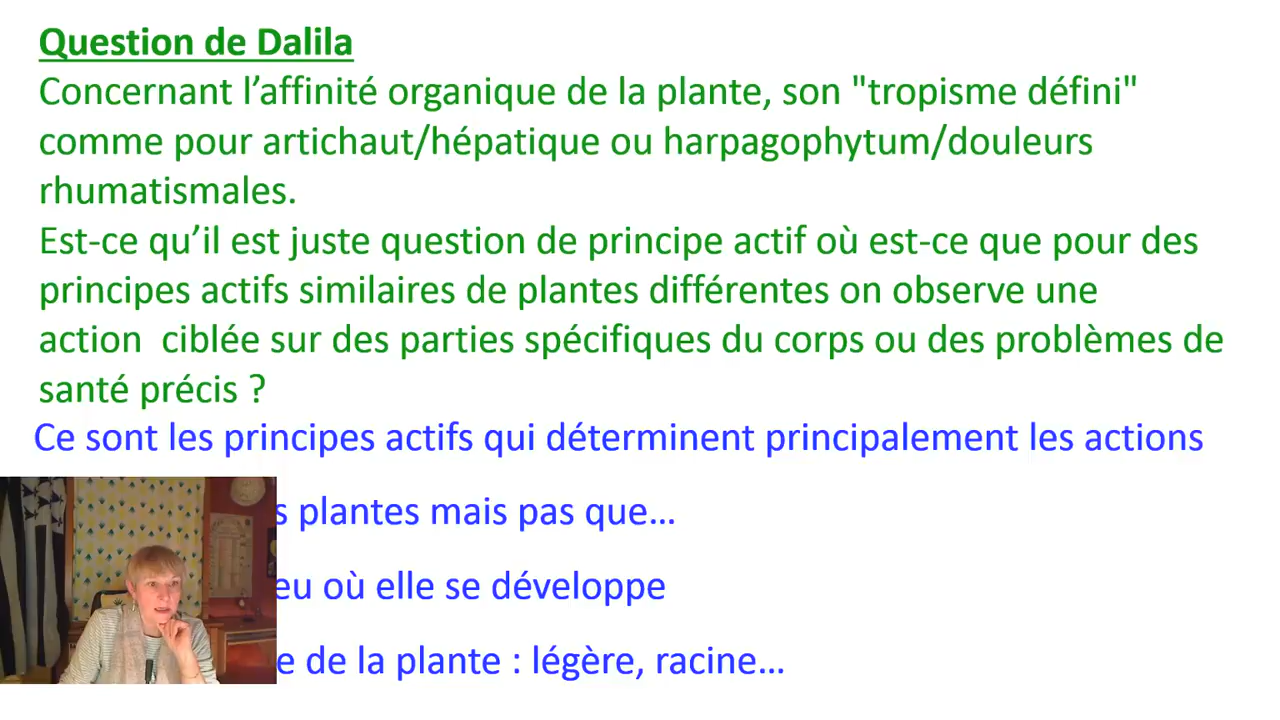 Question de Dalila
Concernant l’affinité organique de la plante, son "tropisme défini"
comme pour artichaut/hépatique ou harpagophytum/douleurs
rhumatismales.
Est-ce qu’il est juste question de principe actif où est-ce que pour des
principes actifs similaires de plantes différentes on observe une
action  ciblée sur des parties spécifiques du corps ou des problèmes de
santé précis ?
Ce sont les principes actifs qui déterminent principalement les actions
plantes mais pas que…
où elle se développe
de la plante : légère, racine…